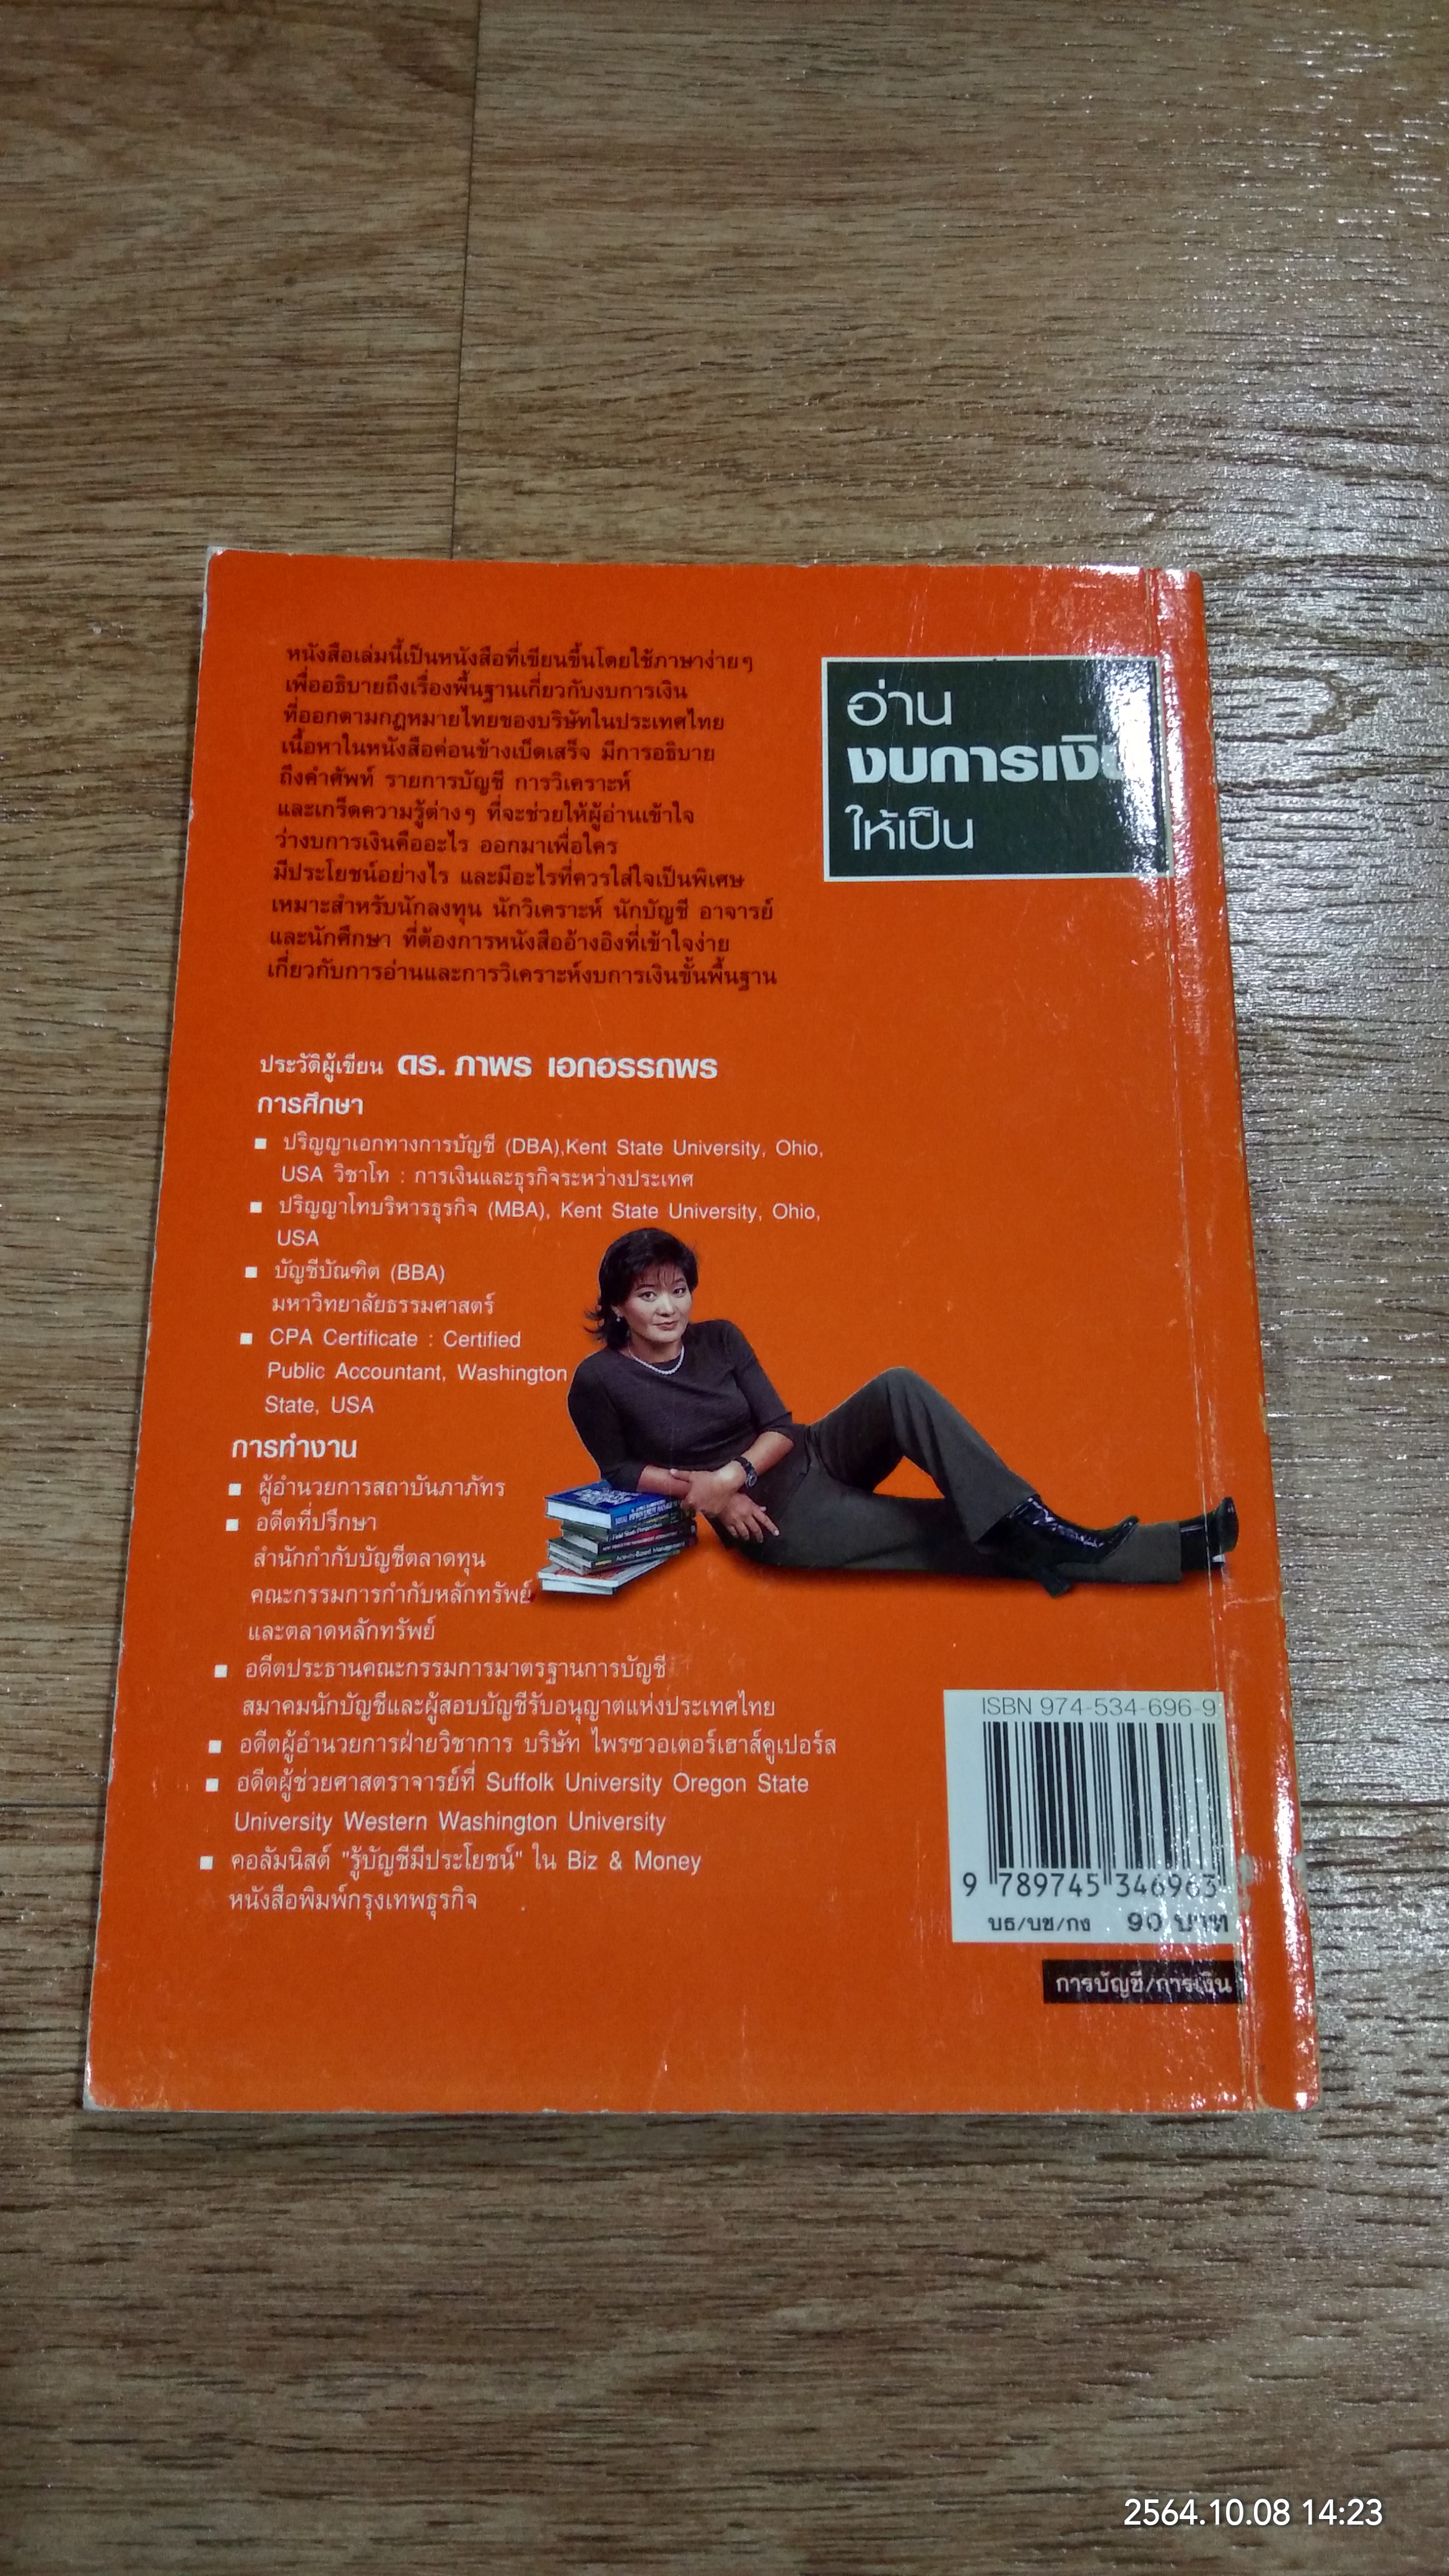 หนังสือเล่มนี้เป็นหนังสือที่เขียนขึ้นโดยใช้ภาษาง่ายๆ
เพื่ออธิบายถึงเรื่องพื้นฐานเกี่ยวกับงบการเงิน
ที่ออกตามกฎหมายไทยของบริษัทในประเทศไทย
เนื้อหาในหนังสือค่อนข้างเบ็ดเสร็จ มีการอธิบาย
ถึงคำศัพท์ รายการบัญชี การวิเคราะห์
และเกร็ดความรู้ต่างๆ ที่จะช่วยให้ผู้อ่านเข้าใจ
ว่างบการเงินคืออะไร ออกมาเพื่อใคร
มีประโยชน์อย่างไร และมีอะไรที่ควรใส่ใจเป็นพิเศษ
เหมาะสำหรับนักลงทุน นักวิเคราะห์ นักบัญชี อาจารย์
และนักศึกษา ที่ต้องการหนังสืออ้างอิงที่เข้าใจง่าย
เกี่ยวกับการอ่านและการวิเคราะห์งบการเงินขั้นพื้นฐาน
อ่าน
งบการเงิน
ให้เป็น
ประวัติผู้เขียน ดร. ภาพร เอกอรรถพร
การศึกษา
▪ ปริญญาเอกทางการบัญชี (DBA),Kent State University, Ohio,
USA วิชาโท : การเงินและธุรกิจระหว่างประเทศ
▪ ปริญญาโทบริหารธุรกิจ (MBA), Kent State University, Ohio,
USA
▪ บัญชีบัณฑิต (BBA)
มหาวิทยาลัยธรรมศาสตร์
▪ CPA Certificate : Certified
Public Accountant, Washington
State, USA
การทำงาน
▪ ผู้อำนวยการสถาบันภาภัทร
▪ อดีตที่ปรึกษา
สำนักกำกับบัญชีตลาดทุน
คณะกรรมการกำกับหลักทรัพย์
และตลาดหลักทรัพย์
▪ อดีตประธานคณะกรรมการมาตรฐานการบัญชี
สมาคมนักบัญชีและผู้สอบบัญชีรับอนุญาตแห่งประเทศไทย
▪ อดีตผู้อำนวยการฝ่ายวิชาการ บริษัท ไพรซวอเตอร์เฮาส์คูเปอร์ส
▪ อดีตผู้ช่วยศาสตราจารย์ที่ Suffolk University Oregon State
University Western Washington University
▪ คอลัมนิสต์ "รู้บัญชีมีประโยชน์" ใน Biz & Money
หนังสือพิมพ์กรุงเทพธุรกิจ
Activity-Based Management
ISBN 974-534-696-9
9 789745 346963
บธ/บช/กง 90 บาท
การบัญชี/การเงิน
2564.10.08 14:23